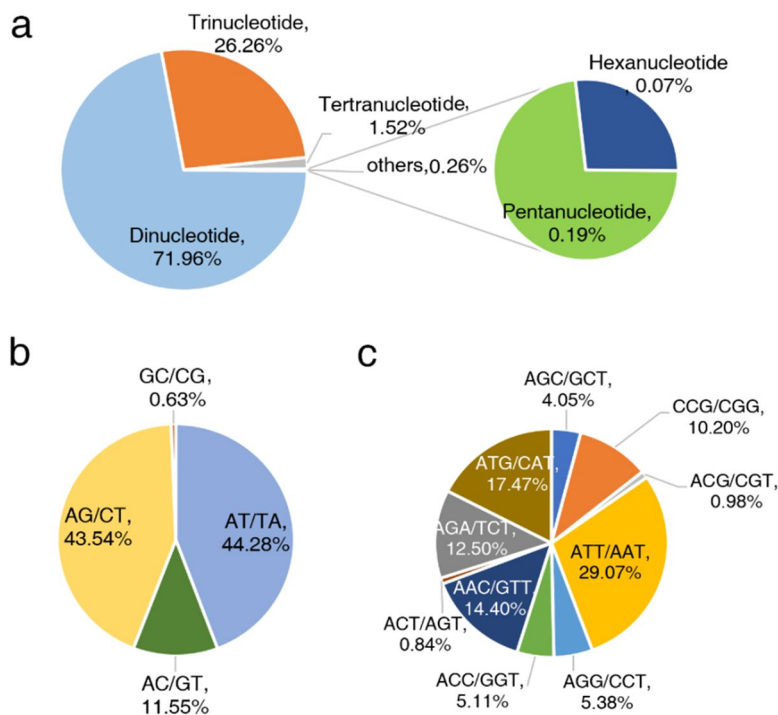 a
Trinucleotide,
26.26%
Tertranucleotide,
1.52%
others,0.26%
Dinucleotide,
71.96%
Hexanucleotide
, 0.07%
Pentanucleotide,
0.19%
b
GC/CG,
0.63%
AG/CT,
43.54%
AT/TA,
44.28%
AC/GT,
11.55%
c
AGC/GCT,
4.05%
CCG/CGG,
10.20%
ACG/CGT,
0.98%
ATG/CAT,
17.47%
AGA/TCT,
12.50%
ATT/AAT,
29.07%
AAC/GTT,
14.40%
ACT/AGT,
0.84%
ACC/GGT,
5.11%
AGG/CCT,
5.38%